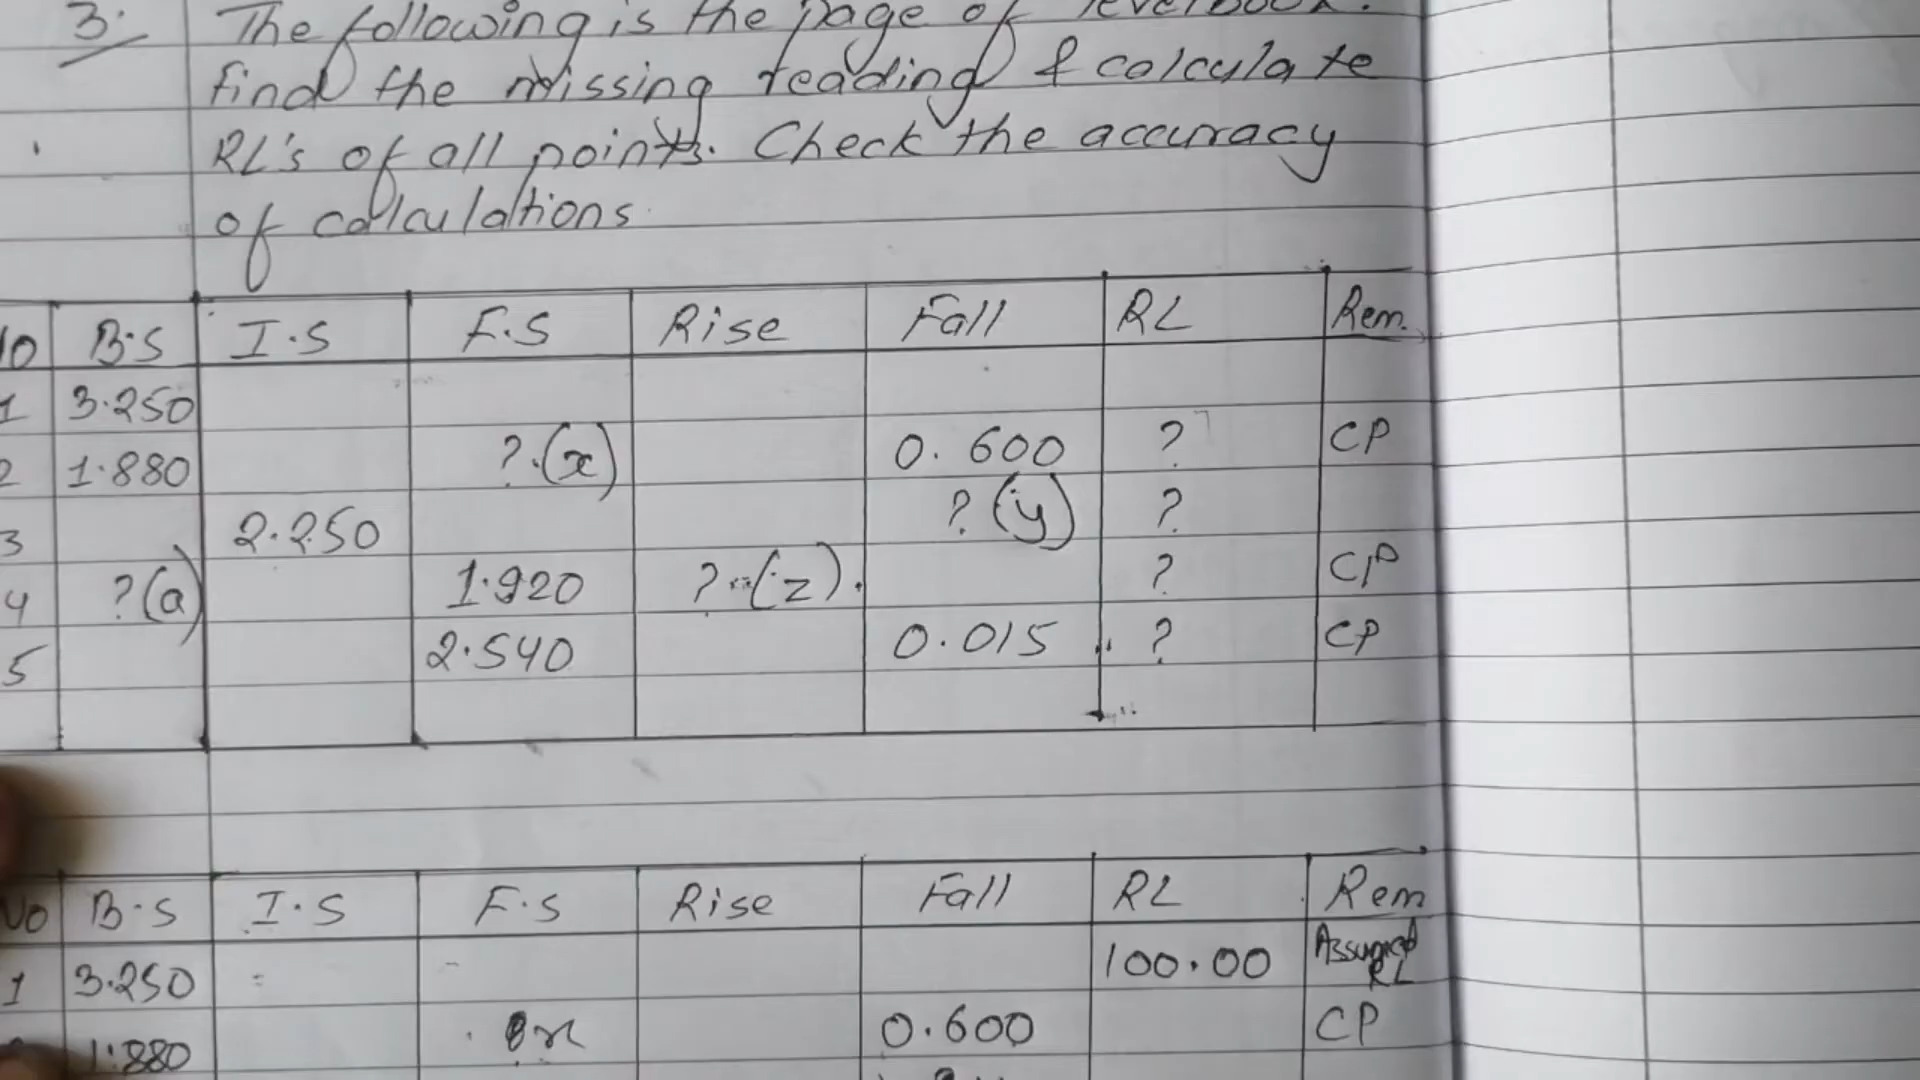 3. The following is the page of levelbook.
find the missing reading & calculate
RL's of all points. Check the accuracy
of calculations.
No B.S I.S F.S Rise Fall RL Rem.
1 3.250
2 1.880 ?(x) 0.600 ? CP
3 2.250 ?(y) ?
4 ?(a) 1.920 ?(z). ? CP
5 2.540 0.015 ? CP
No B.S I.S F.S Rise Fall RL Rem
1 3.250 100.00 Assumed RL
1.880 x 0.600 CP